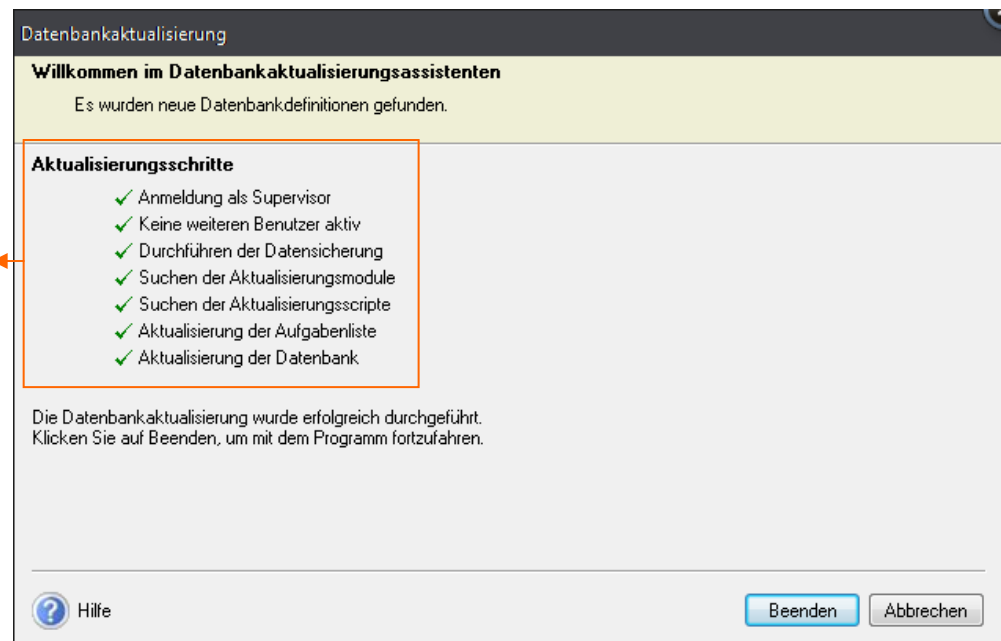 Datenbankaktualisierung
Willkommen im Datenbankaktualisierungsassistenten
Es wurden neue Datenbankdefinitionen gefunden.
Aktualisierungsschritte
Anmeldung als Supervisor
Keine weiteren Benutzer aktiv
Durchführen der Datensicherung
Suchen der Aktualisierungsmodule
Suchen der Aktualisierungsscripte
Aktualisierung der Aufgabenliste
Aktualisierung der Datenbank
Die Datenbankaktualisierung wurde erfolgreich durchgeführt.
Klicken Sie auf Beenden, um mit dem Programm fortzufahren.
Hilfe
Beenden
Abbrechen